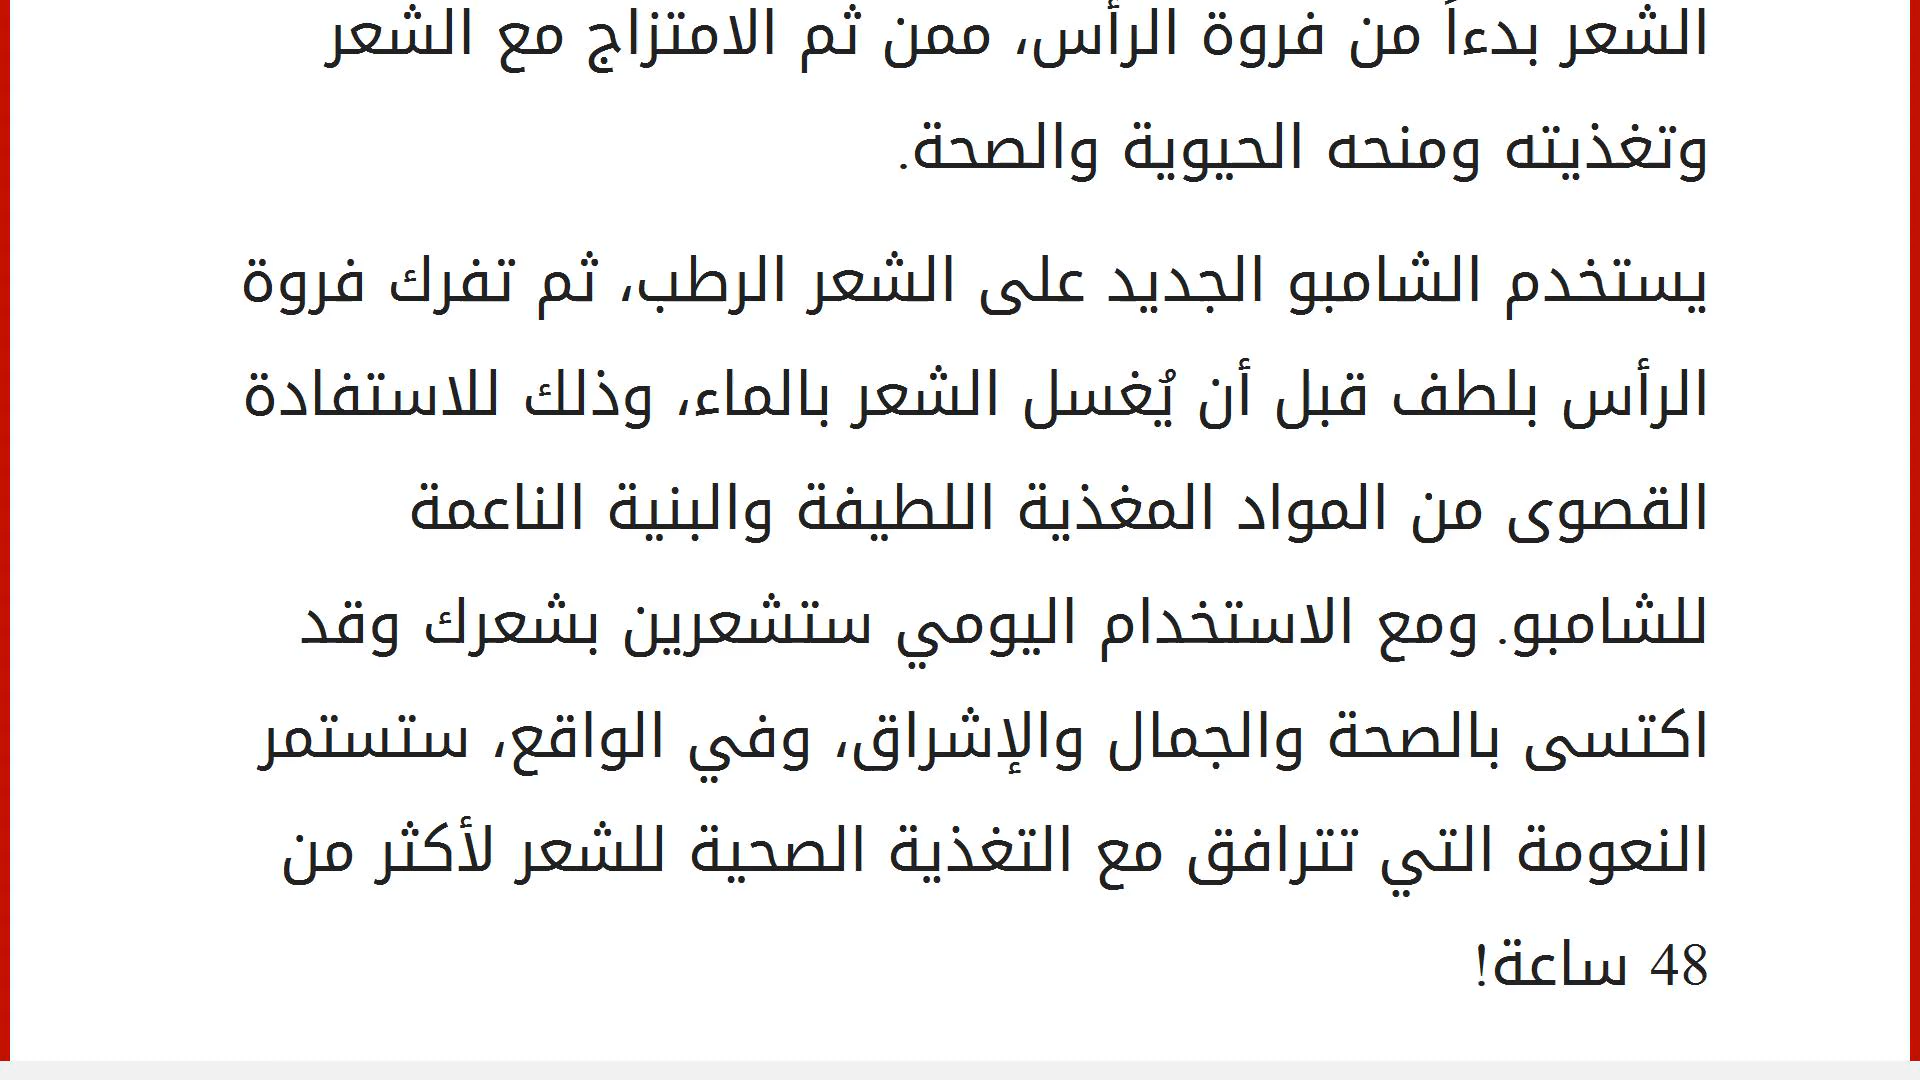 الشعر بدءاً من فروة الرأس، ممن ثم الامتزاج مع الشعر
وتغذيته ومنحه الحيوية والصحة.
يستخدم الشامبو الجديد على الشعر الرطب، ثم تفرك فروة
الرأس بلطف قبل أن يُغسل الشعر بالماء، وذلك للاستفادة
القصوى من المواد المغذية اللطيفة والبنية الناعمة
للشامبو. ومع الاستخدام اليومي ستشعرين بشعرك وقد
اكتسى بالصحة والجمال والإشراق، وفي الواقع، ستستمر
النعومة التي تترافق مع التغذية الصحية للشعر لأكثر من
48 ساعة!